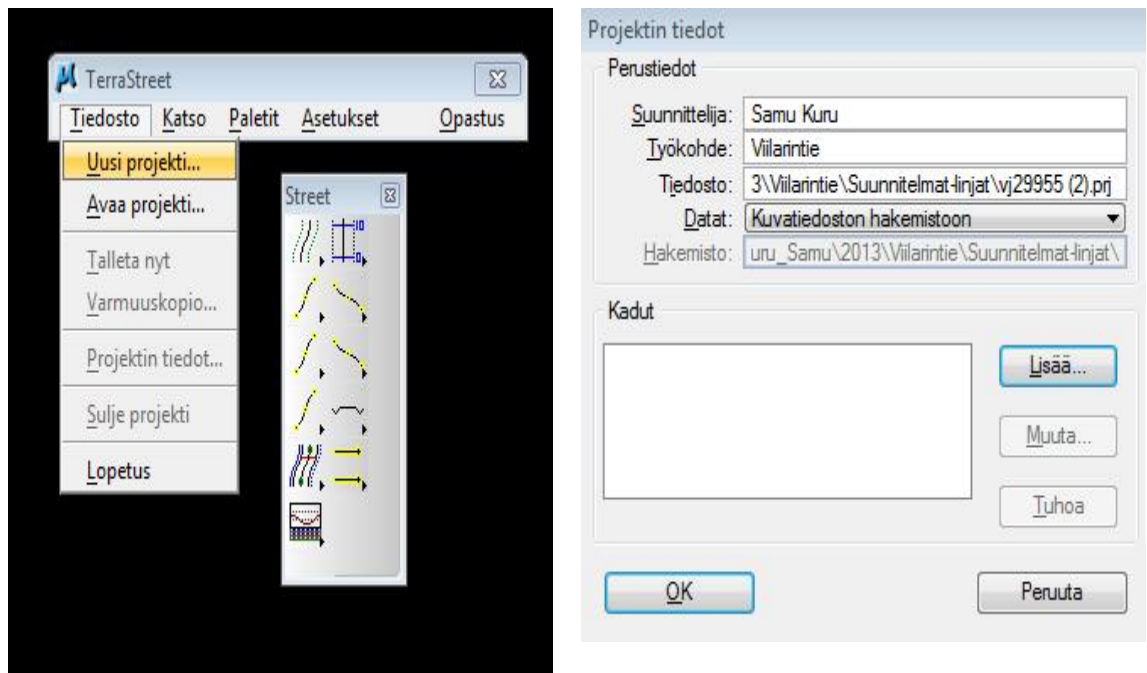 TerraStreet
Tiedosto Katso Paletit Asetukset Opastus
Uusi projekti...
Avaa projekti...
Talleta nyt
Varmuuskopio...
Projektin tiedot...
Sulje projekti
Lopetus
Street
Projektin tiedot
Perustiedot
Suunnittelija: Samu Kuru
Työkohde: Viilarintie
Tiedosto: 3\Viilarintie\Suunnitelmat-linjat\vj29955 (2).prj
Datat: Kuvatiedoston hakemistoon
Hakemisto: uru_Samu\2013\Viilarintie\Suunnitelmat-linjat\
Kadut
Lisää...
Muuta...
Tuhoa
OK Peruuta